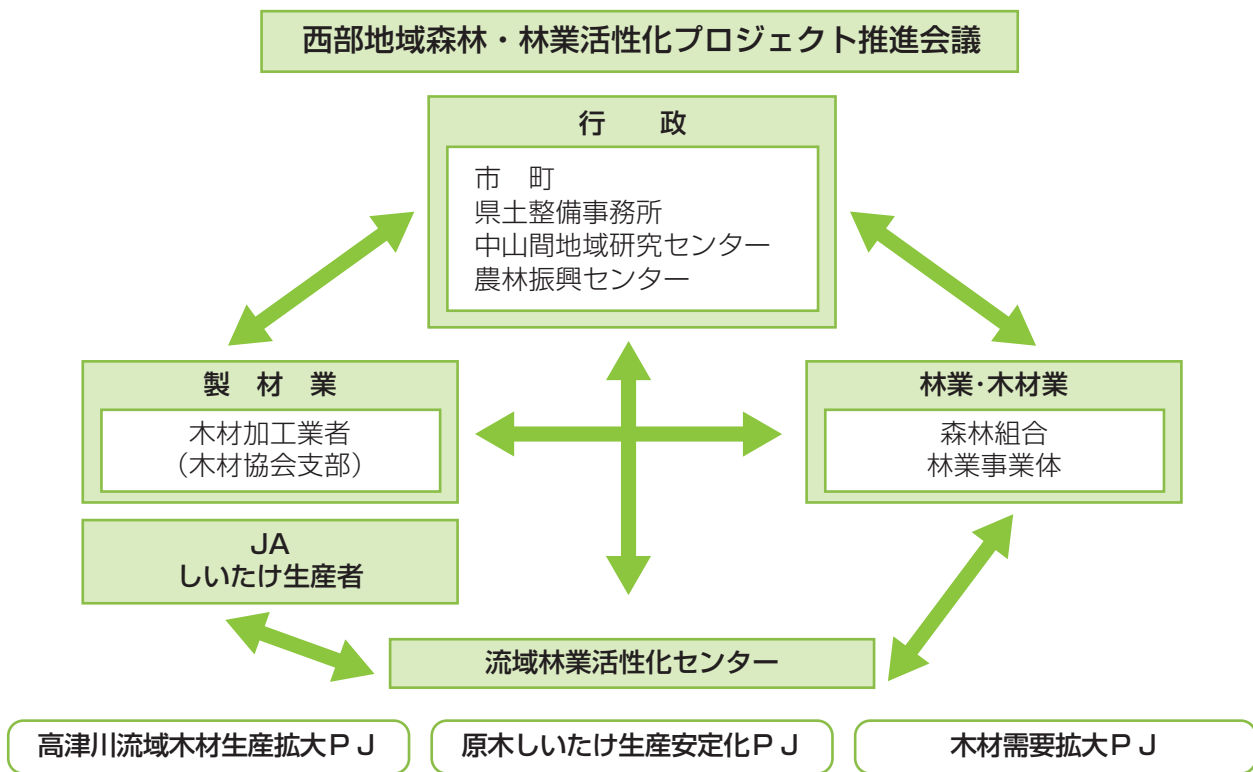 西部地域森林・林業活性化プロジェクト推進会議
行　　政
市　町
県土整備事務所
中山間地域研究センター
農林振興センター
製　材　業
木材加工業者
（木材協会支部）
林業・木材業
森林組合
林業事業体
JA
しいたけ生産者
流域林業活性化センター
高津川流域木材生産拡大ＰＪ
原木しいたけ生産安定化ＰＪ
木材需要拡大ＰＪ